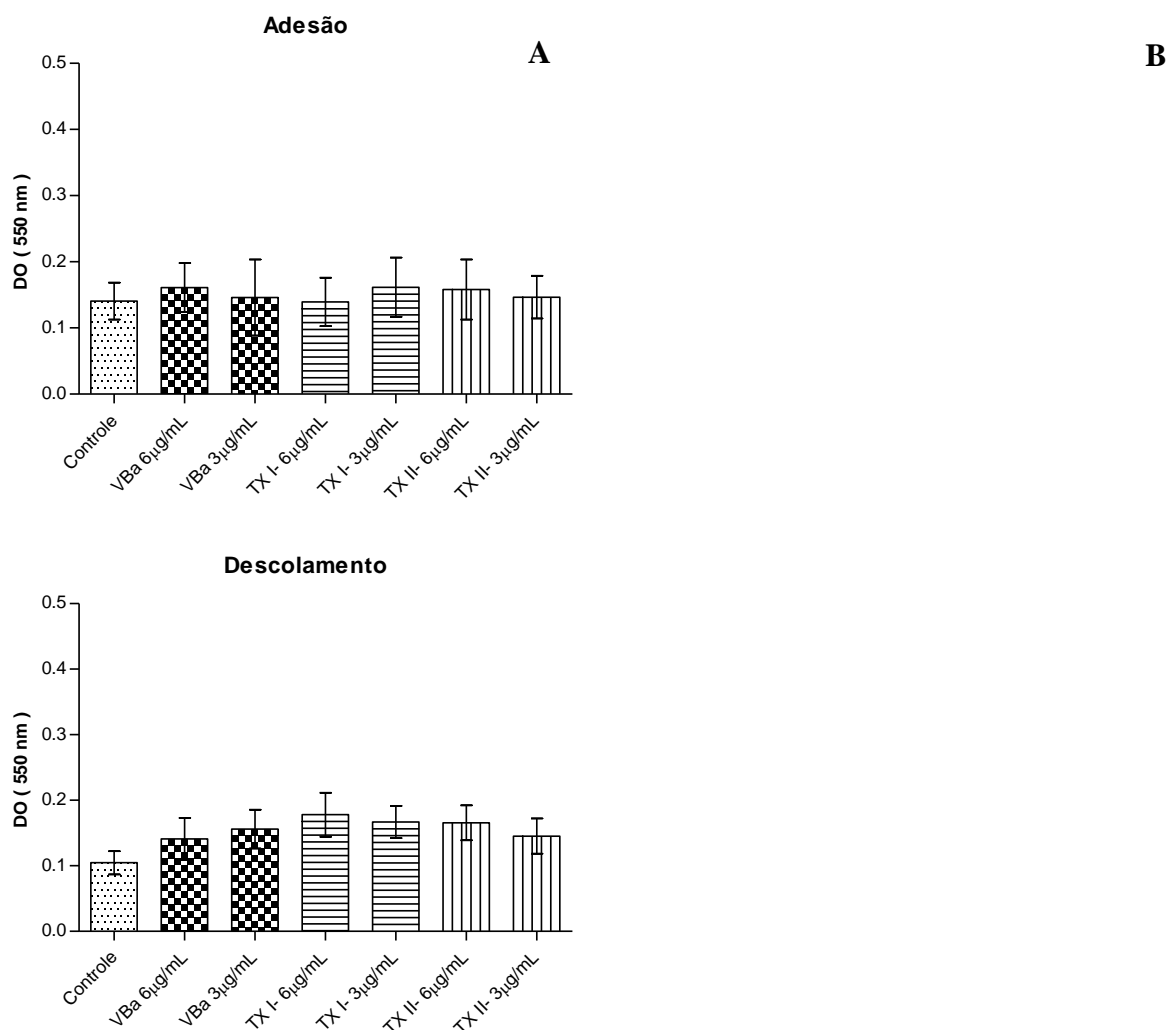 Adesão
A
B
0.5
0.4
0.3
0.2
0.1
0.0
DO ( 550 nm )
Controle
VBa 6µg/mL
VBa 3µg/mL
TX I- 6µg/mL
TX I- 3µg/mL
TX II- 6µg/mL
TX II- 3µg/mL
Descolamento
0.5
0.4
0.3
0.2
0.1
0.0
DO ( 550 nm )
Controle
VBa 6µg/mL
VBa 3µg/mL
TX I- 6µg/mL
TX I- 3µg/mL
TX II- 6µg/mL
TX II- 3µg/mL